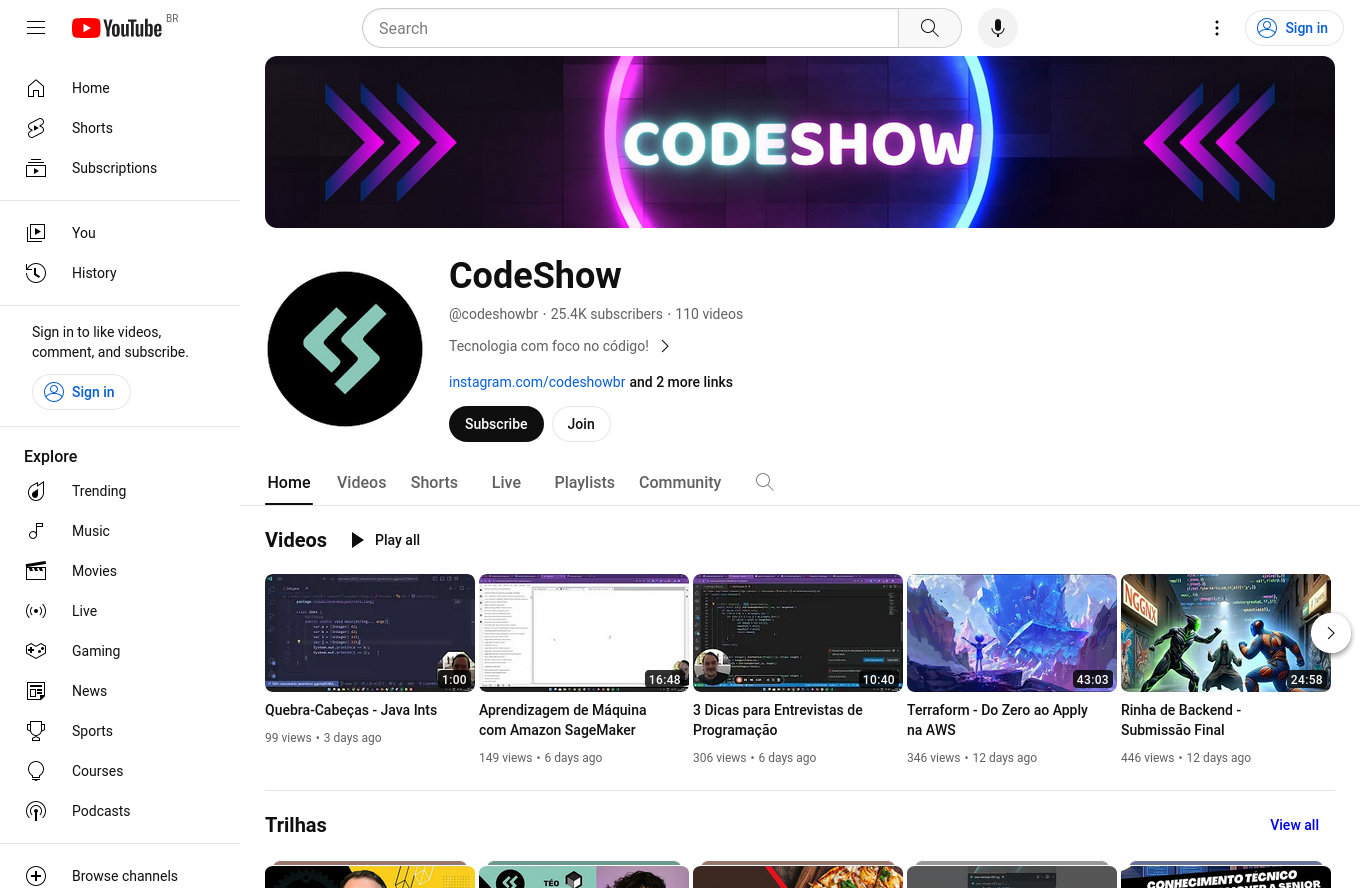 YouTube BR
Search
Sign in
Home
Shorts
Subscriptions
You
History
Sign in to like videos,
comment, and subscribe.
Sign in
Explore
Trending
Music
Movies
Live
Gaming
News
Sports
Courses
Podcasts
Browse channels
CODESHOW
CodeShow
@codeshowbr · 25.4K subscribers · 110 videos
Tecnologia com foco no código!
instagram.com/codeshowbr and 2 more links
Subscribe
Join
Home
Videos
Shorts
Live
Playlists
Community
Videos
Play all
1:00
Quebra-Cabeças - Java Ints
99 views • 3 days ago
16:48
Aprendizagem de Máquina
com Amazon SageMaker
149 views • 6 days ago
10:40
3 Dicas para Entrevistas de
Programação
306 views • 6 days ago
43:03
Terraform - Do Zero ao Apply
na AWS
346 views • 12 days ago
NGGNX
24:58
Rinha de Backend -
Submissão Final
446 views • 12 days ago
Trilhas
View all
TÉO
CONHECIMENTO TÉCNICO